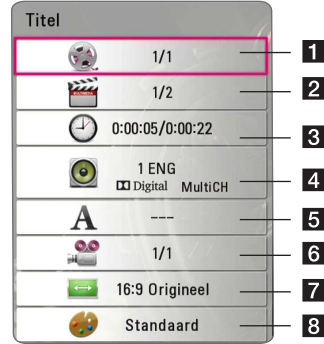 Titel
1/1 1
1/2 2
0:00:05/0:00:22 3
1 ENG
Digital MultiCH 4
A --- 5
1/1 6
16:9 Origineel 7
Standaard 8